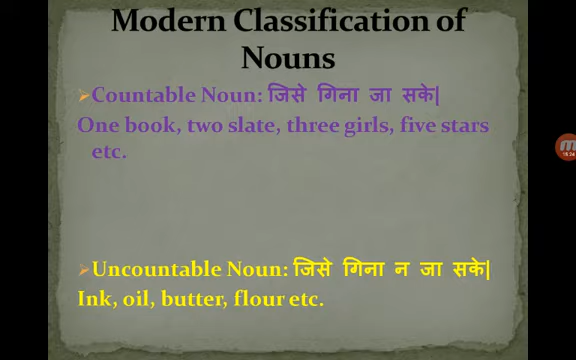 Modern Classification of
Nouns
Countable Noun: जिसे गिना जा सके|
One book, two slate, three girls, five stars
etc.
Uncountable Noun: जिसे गिना न जा सके|
Ink, oil, butter, flour etc.